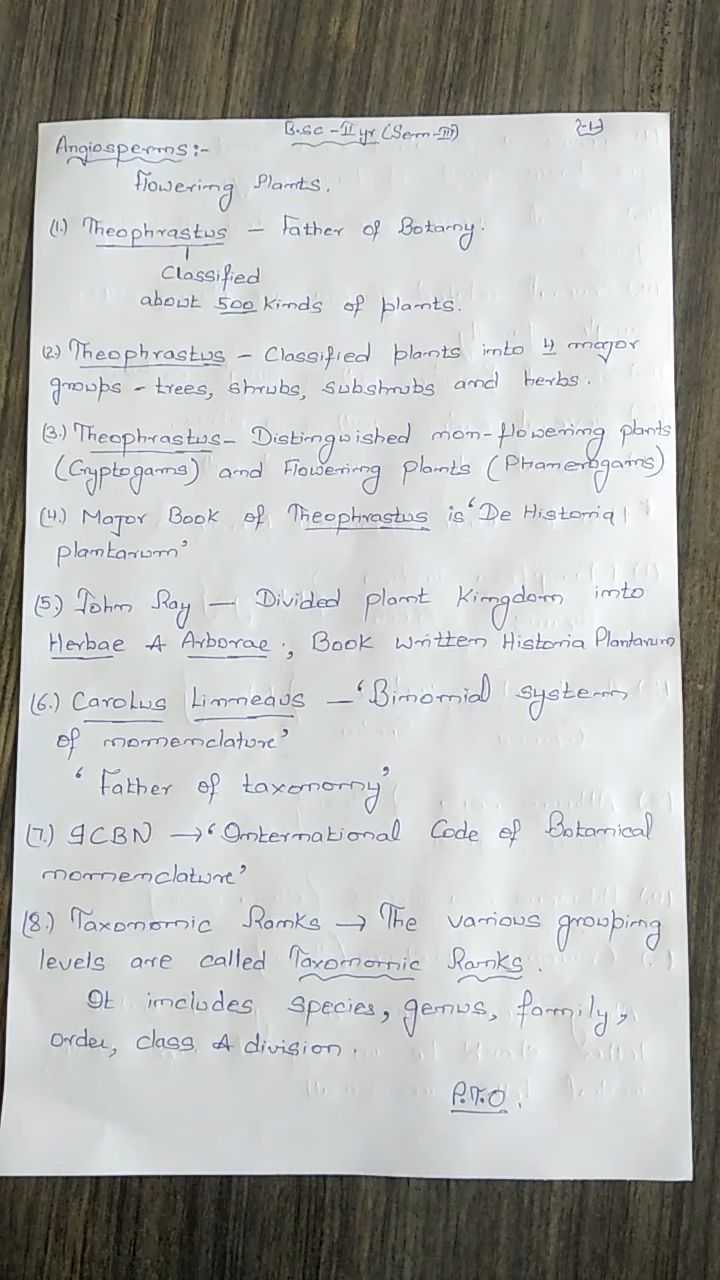 B.sc - II yr (Sem-III)
Angiosperms :-
Flowering Plants.
(1.) Theophrastus - Father of Botany.
Classified
about 500 kinds of plants.
(2.) Theophrastus - Classified plants into 4 major
groups - trees, shrubs, subshrubs and herbs.
(3.) Theophrastus - Distinguished non-flowering plants
(Cryptogams) and Flowering plants (Phanerogams)
(4.) Major Book of Theophrastus is 'De Historia
plantarum'
(5.) John Ray - Divided plant Kingdom into
Herbae & Arborae ; Book written Historia Plantarum
(6.) Carolus Linneaus - 'Binomial system
of nomenclature'
'Father of taxonomy'
(7.) ICBN → 'International Code of Botanical
nomenclature'
(8.) Taxonomic Ranks → The various grouping
levels are called Taxonomic Ranks.
It includes species, genus, family,
order, class & division.
P.T.O.